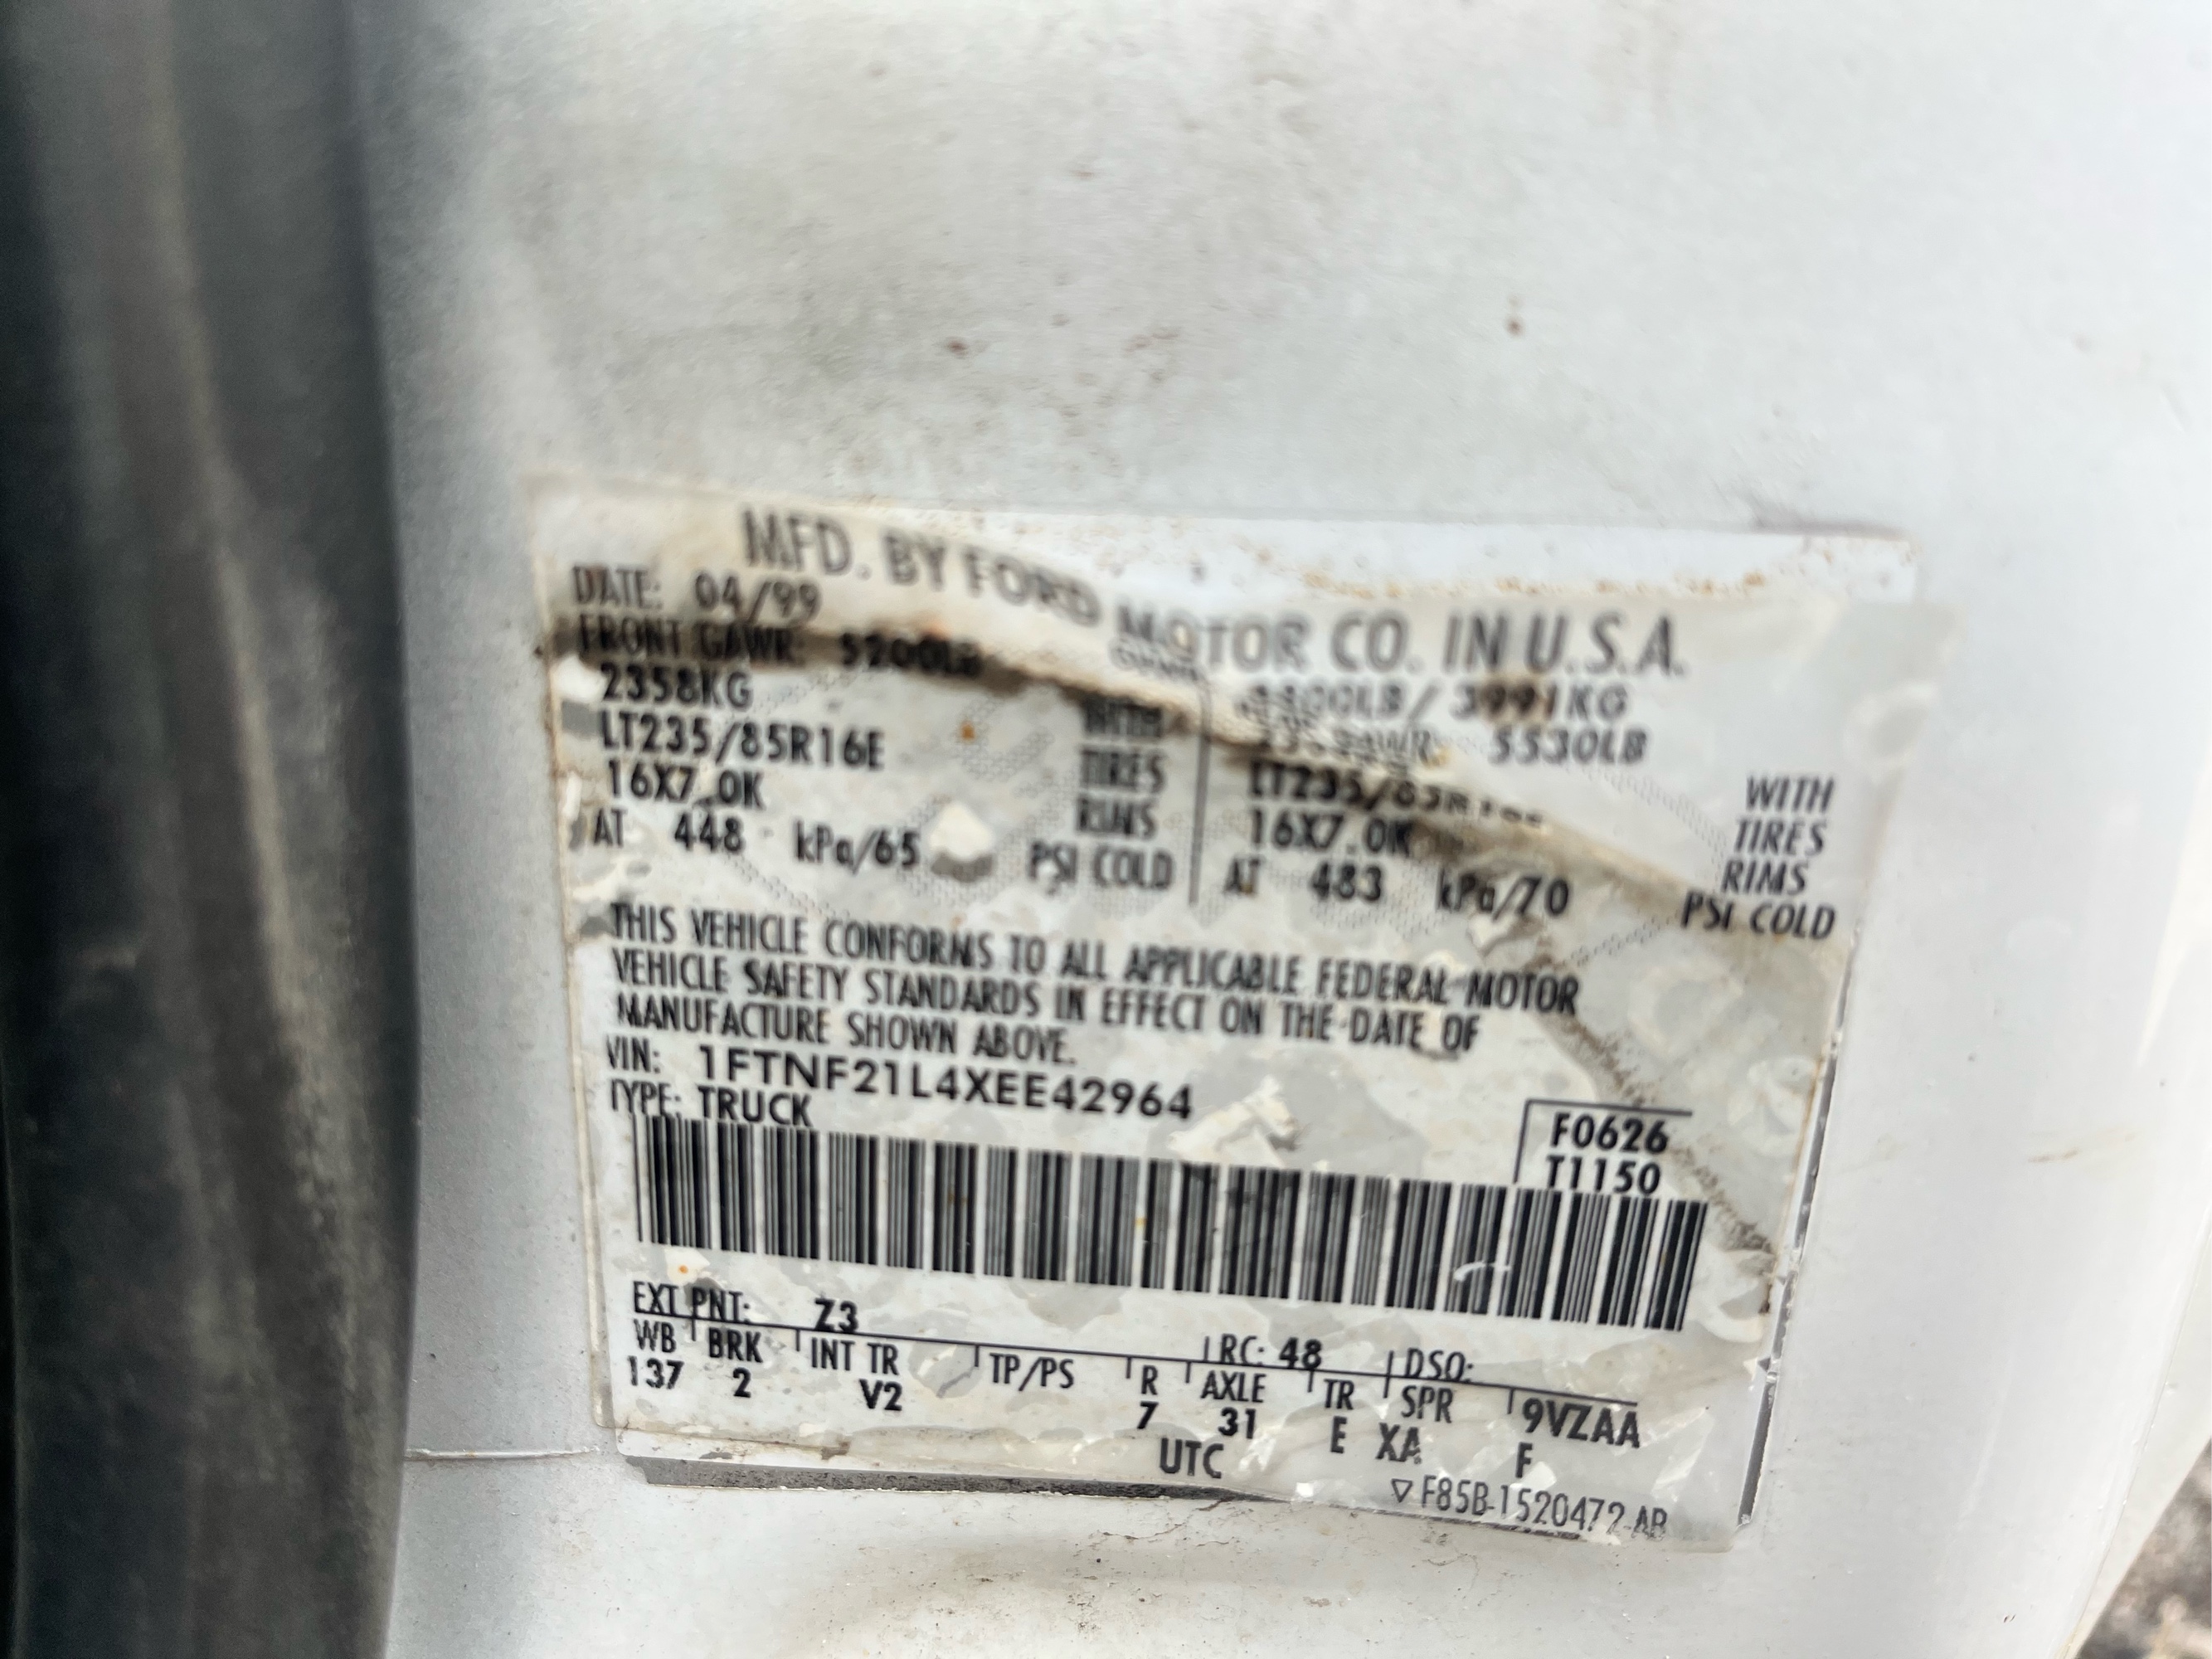 MFD. BY FORD MOTOR CO. IN U.S.A.
DATE: 04/99
FRONT GAWR: 5200LB 3991KG
2358KG WITH 5530LB WITH
LT235/85R16E TIRES TIRES
16X7.0K RIMS 16X7.0K RIMS
AT 448 kPa/65 PSI COLD AT 483 kPa/70 PSI COLD
THIS VEHICLE CONFORMS TO ALL APPLICABLE FEDERAL MOTOR
VEHICLE SAFETY STANDARDS IN EFFECT ON THE DATE OF
MANUFACTURE SHOWN ABOVE.
VIN: 1FTNF21L4XEE42964
TYPE: TRUCK
F0626
T1150
EXT PNT: Z3 RC: 48 DSO:
WB BRK INT TR TP/PS R AXLE TR SPR 9VZAA
137 2 V2 7 31 E XA F
UTC
▽F85B-1520472-AB